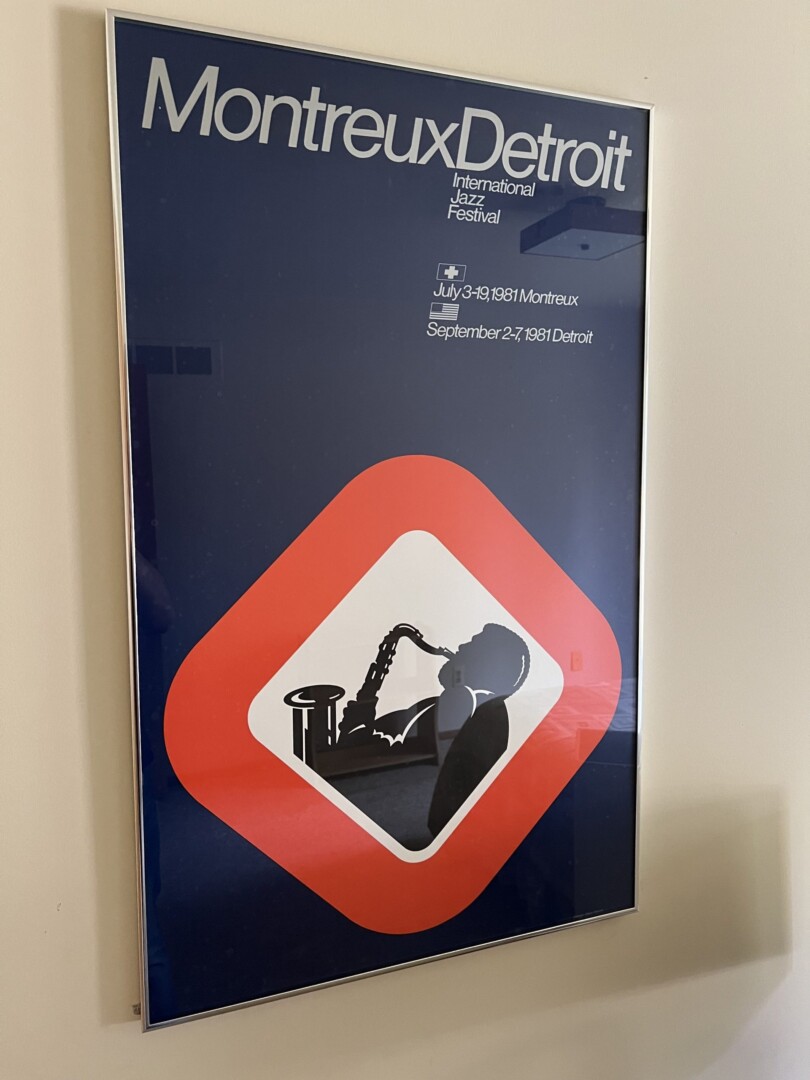 MontreuxDetroit
International
Jazz
Festival
July 3-19, 1981 Montreux
September 2-7, 1981 Detroit